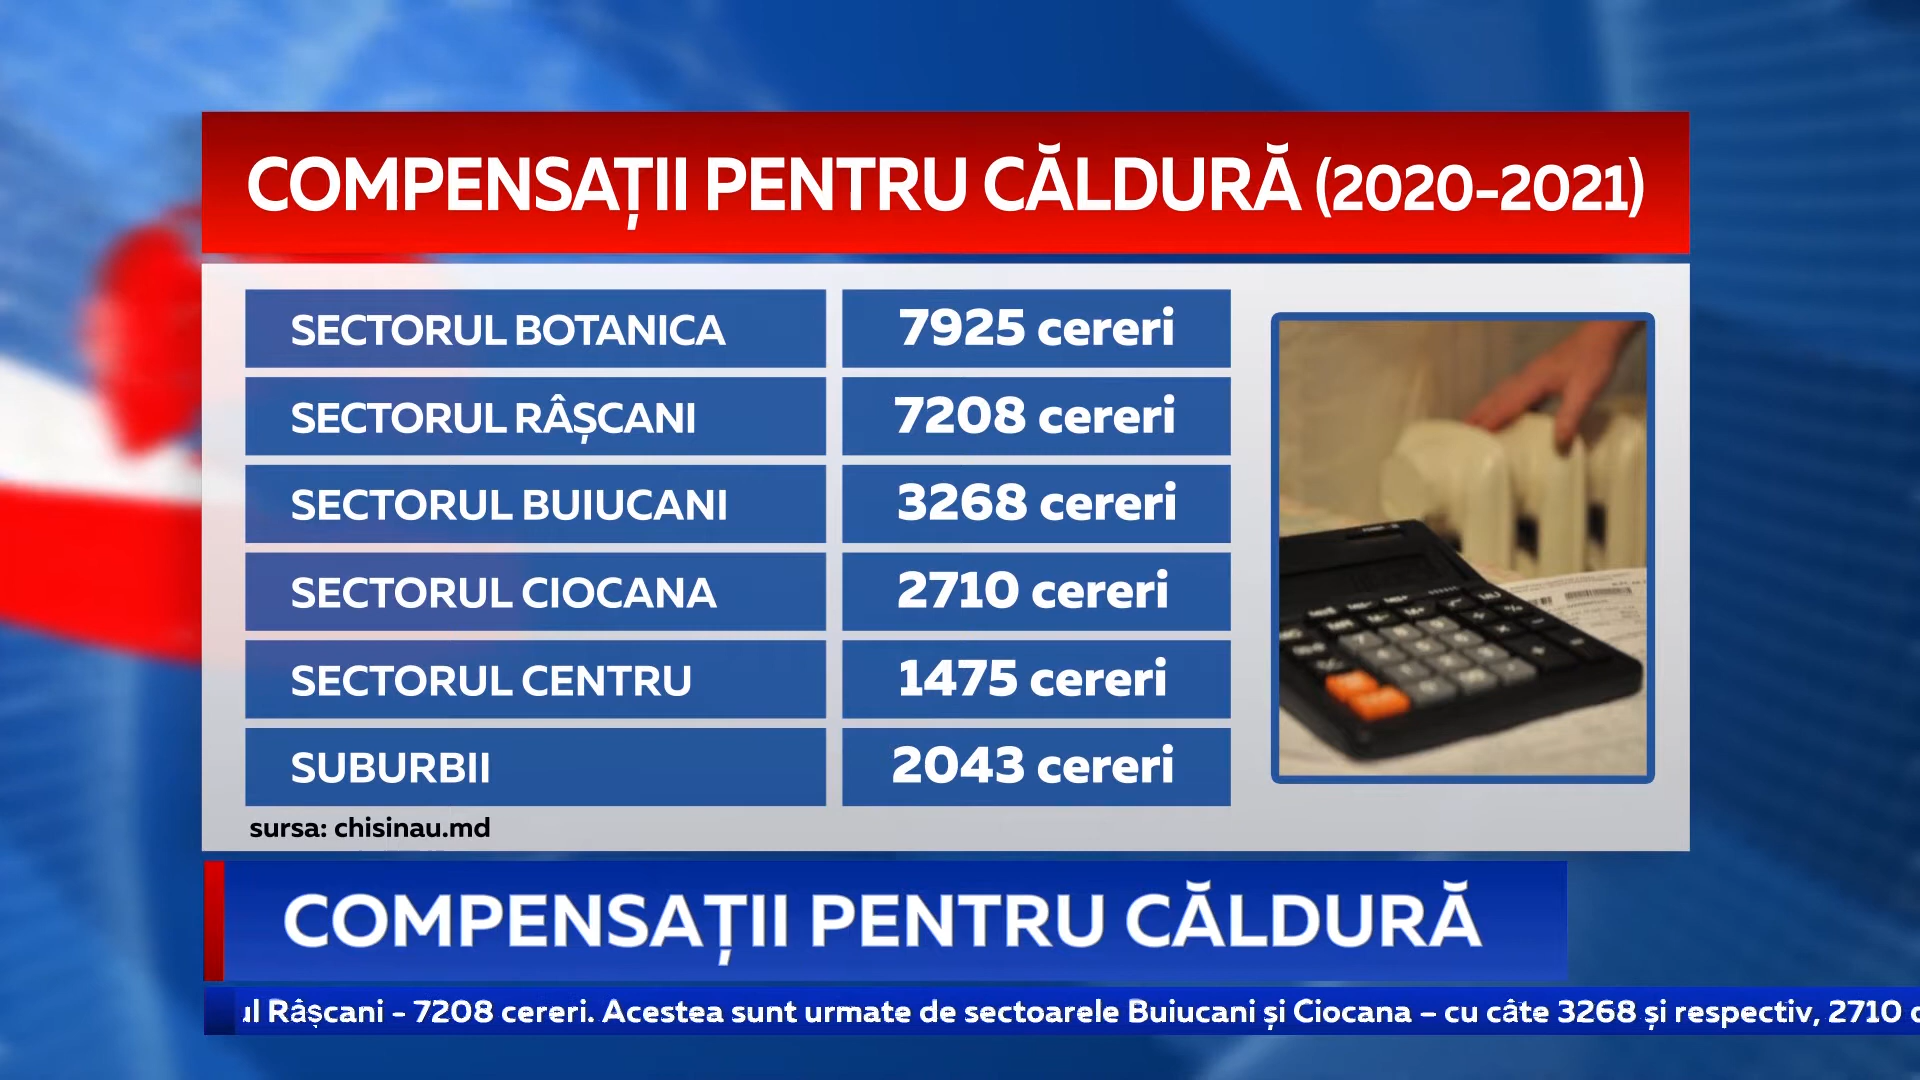 COMPENSAȚII PENTRU CĂLDURĂ (2020-2021)
SECTORUL BOTANICA 7925 cereri
SECTORUL RÂȘCANI 7208 cereri
SECTORUL BUIUCANI 3268 cereri
SECTORUL CIOCANA 2710 cereri
SECTORUL CENTRU 1475 cereri
SUBURBII 2043 cereri
sursa: chisinau.md
COMPENSAȚII PENTRU CĂLDURĂ
Râșcani - 7208 cereri. Acestea sunt urmate de sectoarele Buiucani și Ciocana – cu câte 3268 și respectiv, 2710